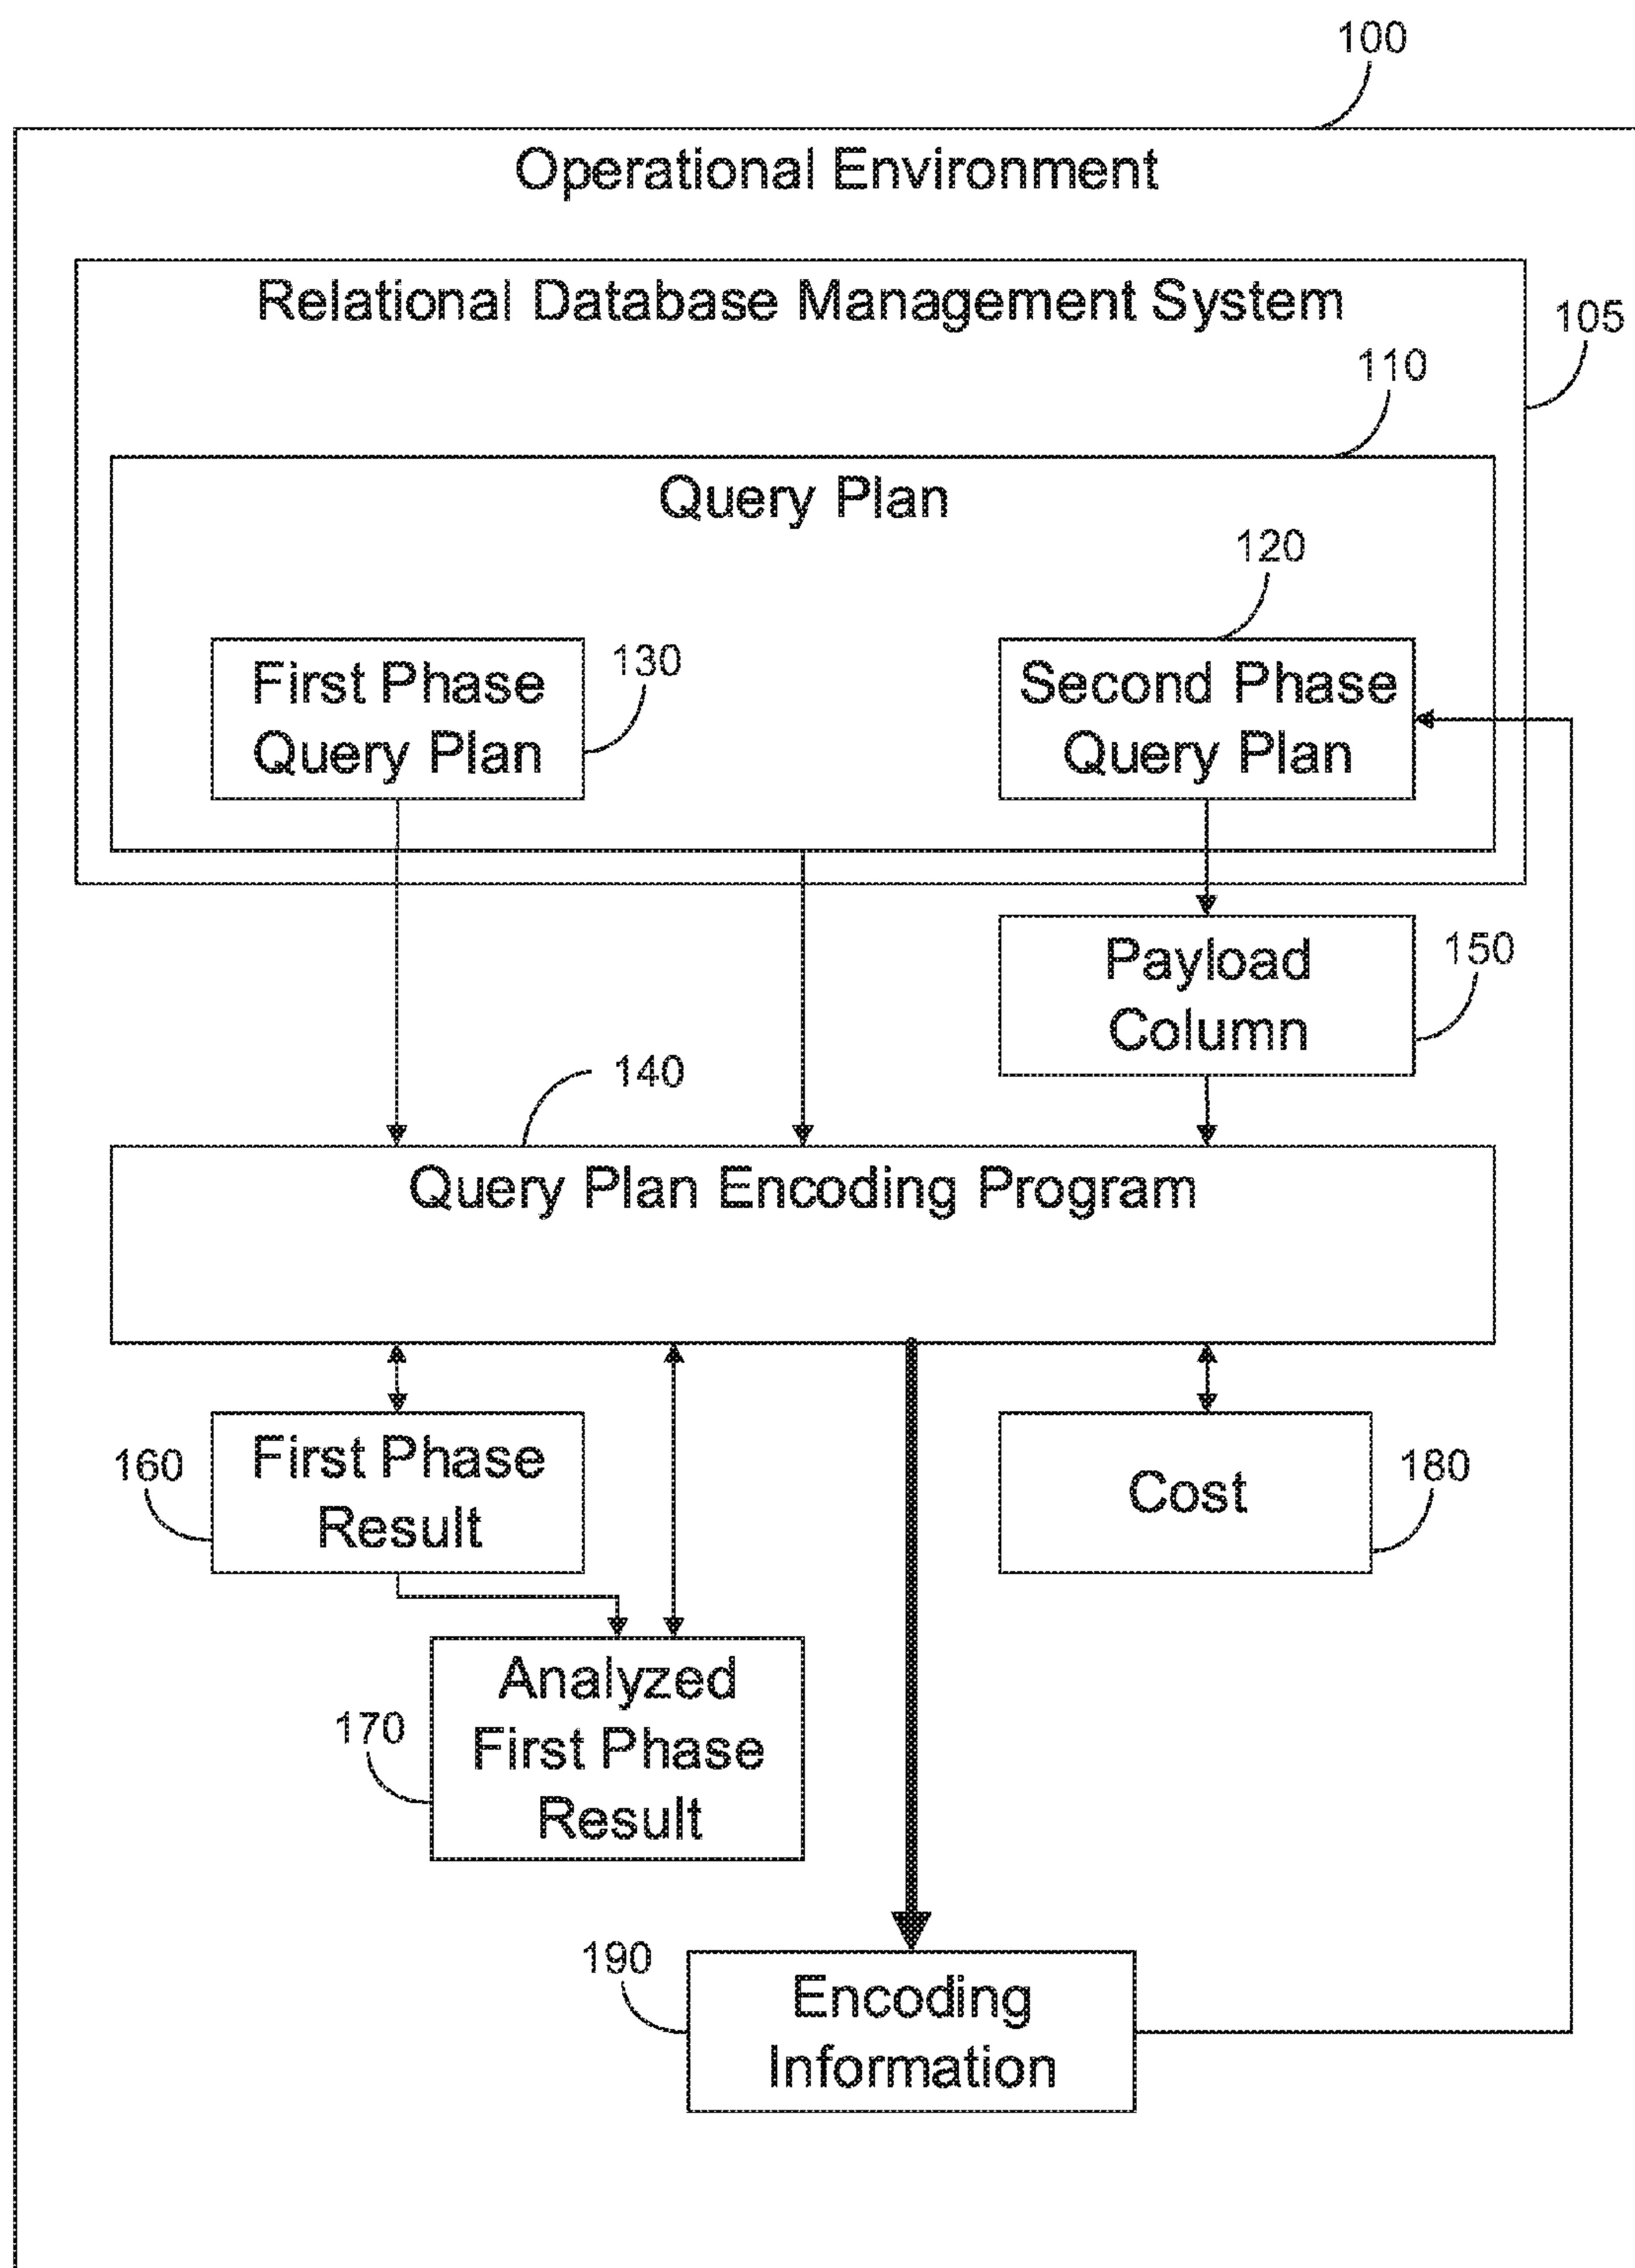 100
Operational Environment
Relational Database Management System
105
110
Query Plan
120
First Phase
Query Plan
130
Second Phase
Query Plan
Payload
Column
150
140
Query Plan Encoding Program
160
First Phase
Result
Cost
180
170
Analyzed
First Phase
Result
190
Encoding
Information